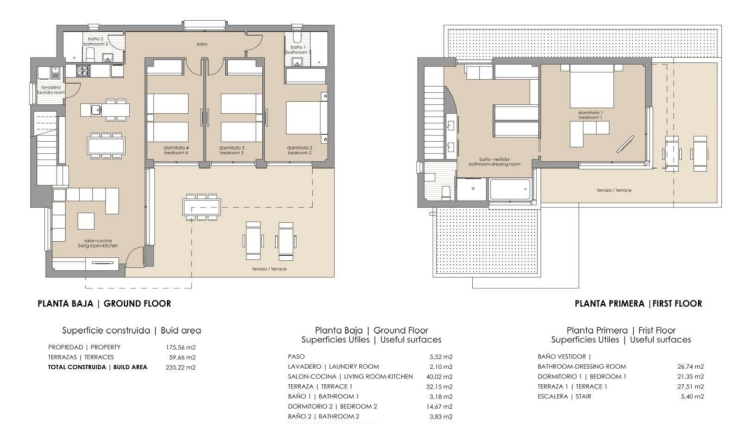 baño 2
bathroom 2
paso
baño 1
bathroom 1
lavadero
laundry room
dormitorio 4
bedroom 4
dormitorio 3
bedroom 3
dormitorio 2
bedroom 2
salon-cocina
living room-kitchen
terraza / terrace
dormitorio 1
bedroom 1
baño -vestidor
bathroom-dressing room
terraza / terrace
PLANTA BAJA | GROUND FLOOR
PLANTA PRIMERA |FIRST FLOOR
Superficie construida | Buid area
PROPIEDAD | PROPERTY 175,56 m2
TERRAZAS | TERRACES 59,66 m2
TOTAL CONSTRUIDA | BUILD AREA 235,22 m2
Planta Baja | Ground Floor
Superficies Utiles | Useful surfaces
PASO 5,52 m2
LAVADERO | LAUNDRY ROOM 2,10 m2
SALON-COCINA | LIVING ROOM-KITCHEN 40,02 m2
TERRAZA | TERRACE 1 32,15 m2
BAÑO 1 | BATHROOM 1 3,18 m2
DORMITORIO 2 | BEDROOM 2 14,67 m2
BAÑO 2 | BATHROOM 2 3,83 m2
Planta Primera | Frist Floor
Superficies Utiles | Useful surfaces
BAÑO VESTIDOR |
BATHROOM-DRESSING ROOM 26,74 m2
DORMITORIO 1 | BEDROOM 1 21,35 m2
TERRAZA 1 | TERRACE 1 27,51 m2
ESCALERA | STAIR 5,40 m2